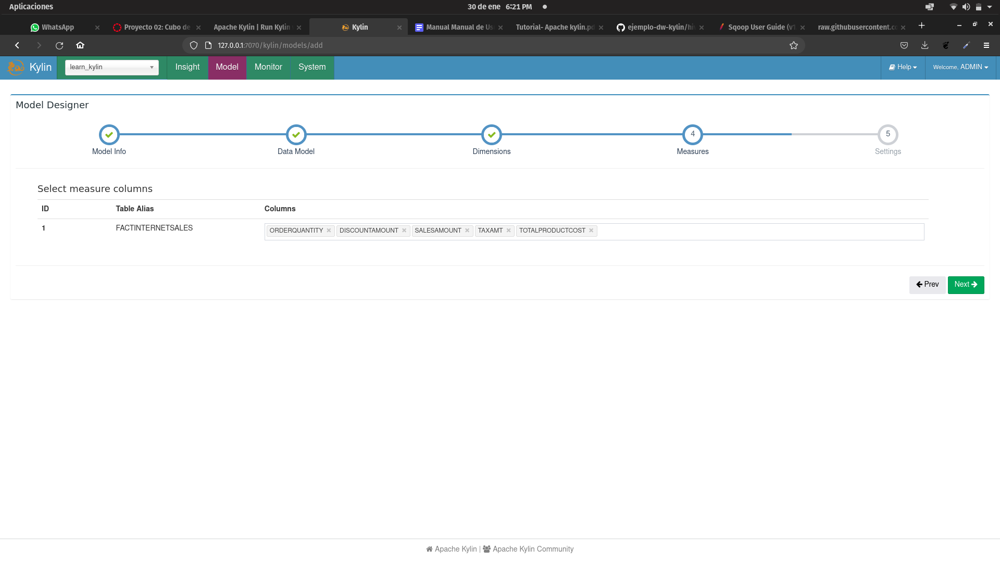 Aplicaciones
30 de ene 6:21 PM
WhatsApp
Proyecto 02: Cubo de
Apache Kylin | Run Kylin
Kylin
Manual Manual de Us
Tutorial- Apache kylin.pd
ejemplo-dw-kylin/hi
Sqoop User Guide (v1
raw.githubusercontent.co
127.0.0.1:7070/kylin/models/add
Kylin
learn_kylin
Insight
Model
Monitor
System
Help
Welcome, ADMIN
Model Designer
4
5
Model Info
Data Model
Dimensions
Measures
Settings
Select measure columns
ID Table Alias Columns
1 FACTINTERNETSALES ORDERQUANTITY DISCOUNTAMOUNT SALESAMOUNT TAXAMT TOTALPRODUCTCOST
Prev
Next
Apache Kylin | Apache Kylin Community